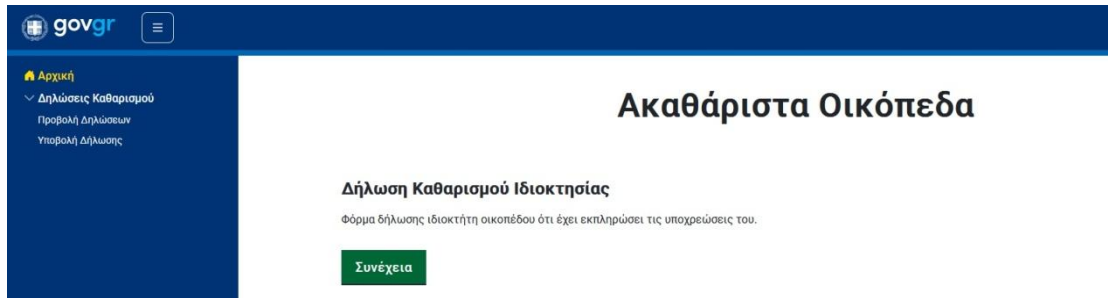 govgr
Αρχική
Δηλώσεις Καθαρισμού
Προβολή Δηλώσεων
Υποβολή Δήλωσης
Ακαθάριστα Οικόπεδα
Δήλωση Καθαρισμού Ιδιοκτησίας
Φόρμα δήλωσης ιδιοκτήτη οικοπέδου ότι έχει εκπληρώσει τις υποχρεώσεις του.
Συνέχεια